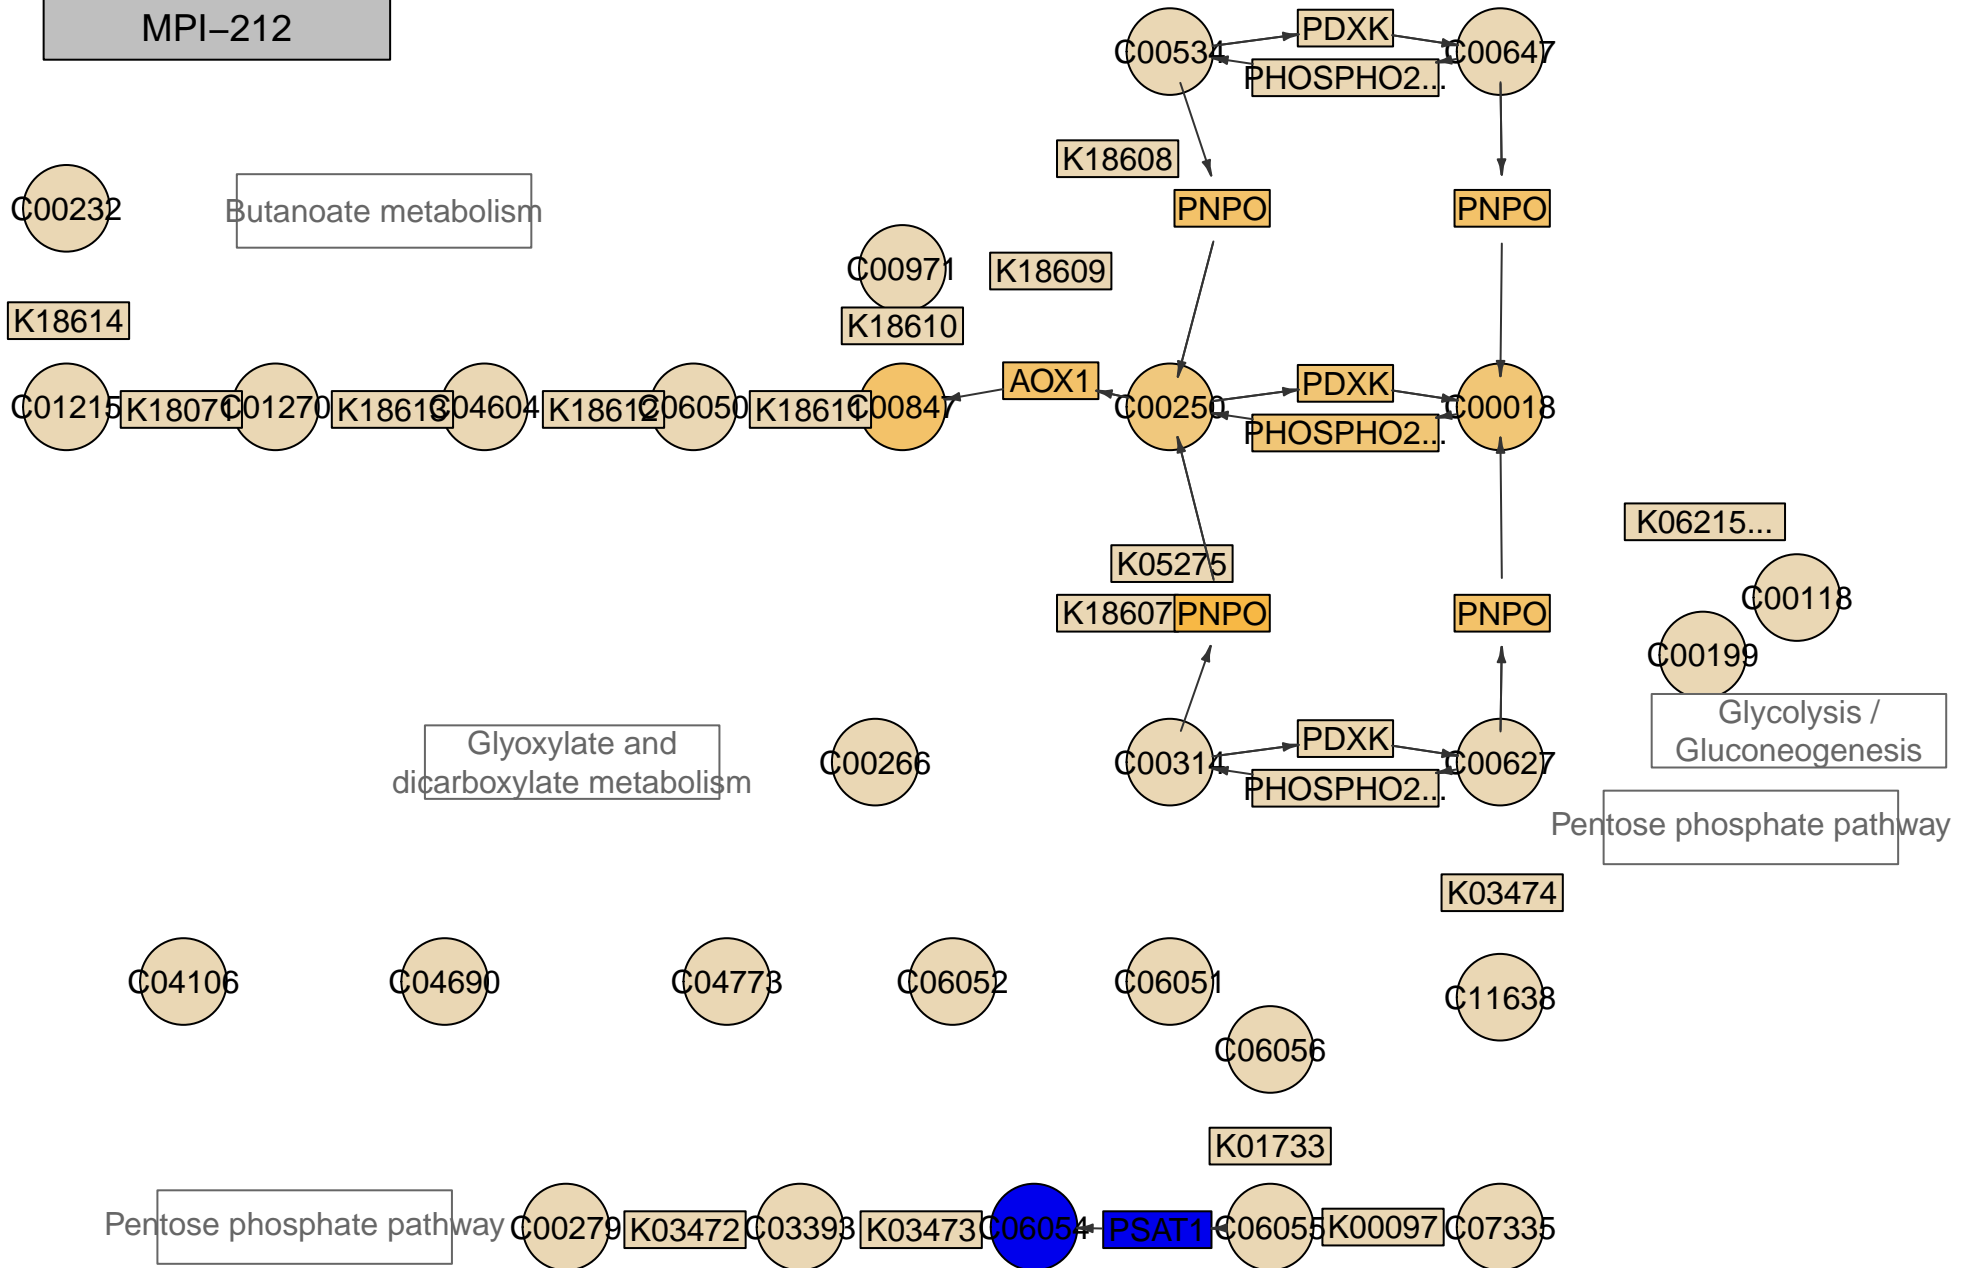 MPI−212
C00534
PDXK
C00647
PHOSPHO2...
K18608
C00232
Butanoate metabolism
PNPO
PNPO
C00971
K18609
K18614
K18610
AOX1
PDXK
C01215
K18071
C01270
K18613
C04604
K18612
C06050
K18611
C00847
C00250
C00018
PHOSPHO2...
K06215...
K05275
C00118
K18607
PNPO
PNPO
C00199
Glycolysis /
Gluconeogenesis
Glyoxylate and
dicarboxylate metabolism
C00266
C00314
PDXK
C00627
PHOSPHO2...
Pentose phosphate pathway
K03474
C04106
C04690
C04773
C06052
C06051
C11638
C06056
K01733
Pentose phosphate pathway
C00279
K03472
C03393
K03473
C06054
PSAT1
C06055
K00097
C07335